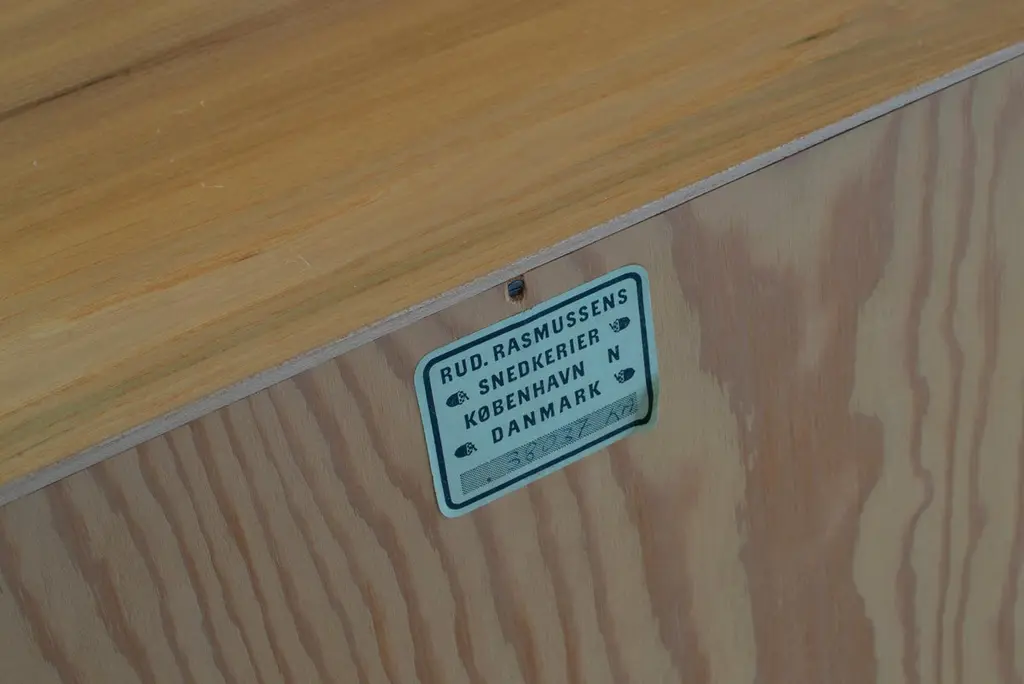 RUD. RASMUSSENS
SNEDKERIER
KØBENHAVN N
DANMARK